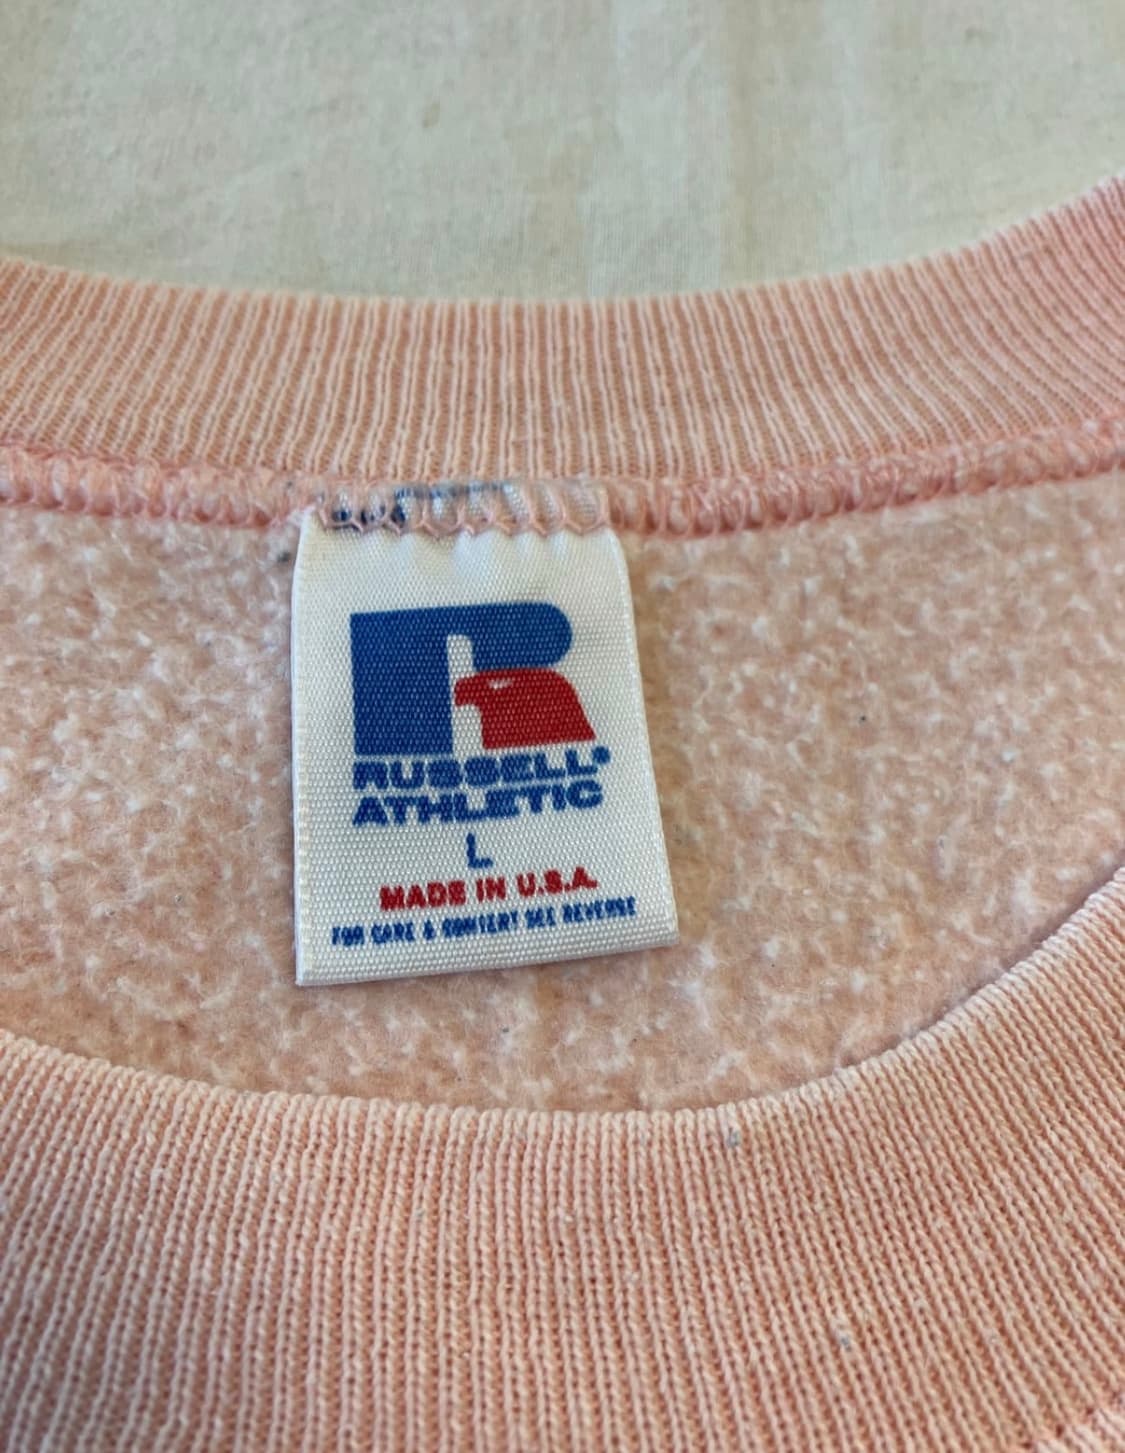 R
RUSSELL®
ATHLETIC
L
MADE IN U.S.A.
FOR CARE & CONTENT SEE REVERSE